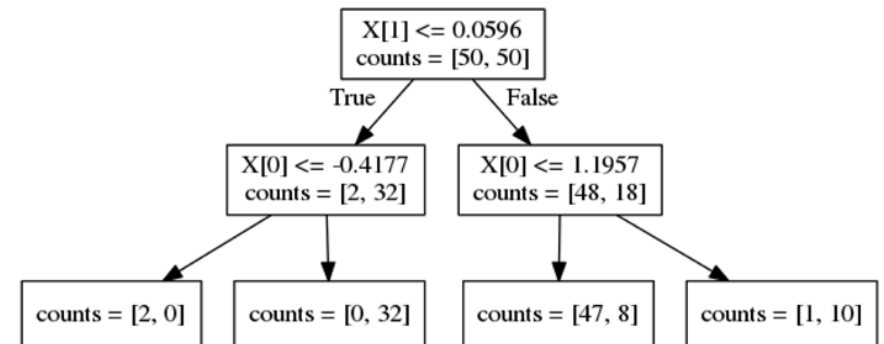 X[1] <= 0.0596
counts = [50, 50]
True
False
X[0] <= -0.4177
counts = [2, 32]
X[0] <= 1.1957
counts = [48, 18]
counts = [2, 0]
counts = [0, 32]
counts = [47, 8]
counts = [1, 10]